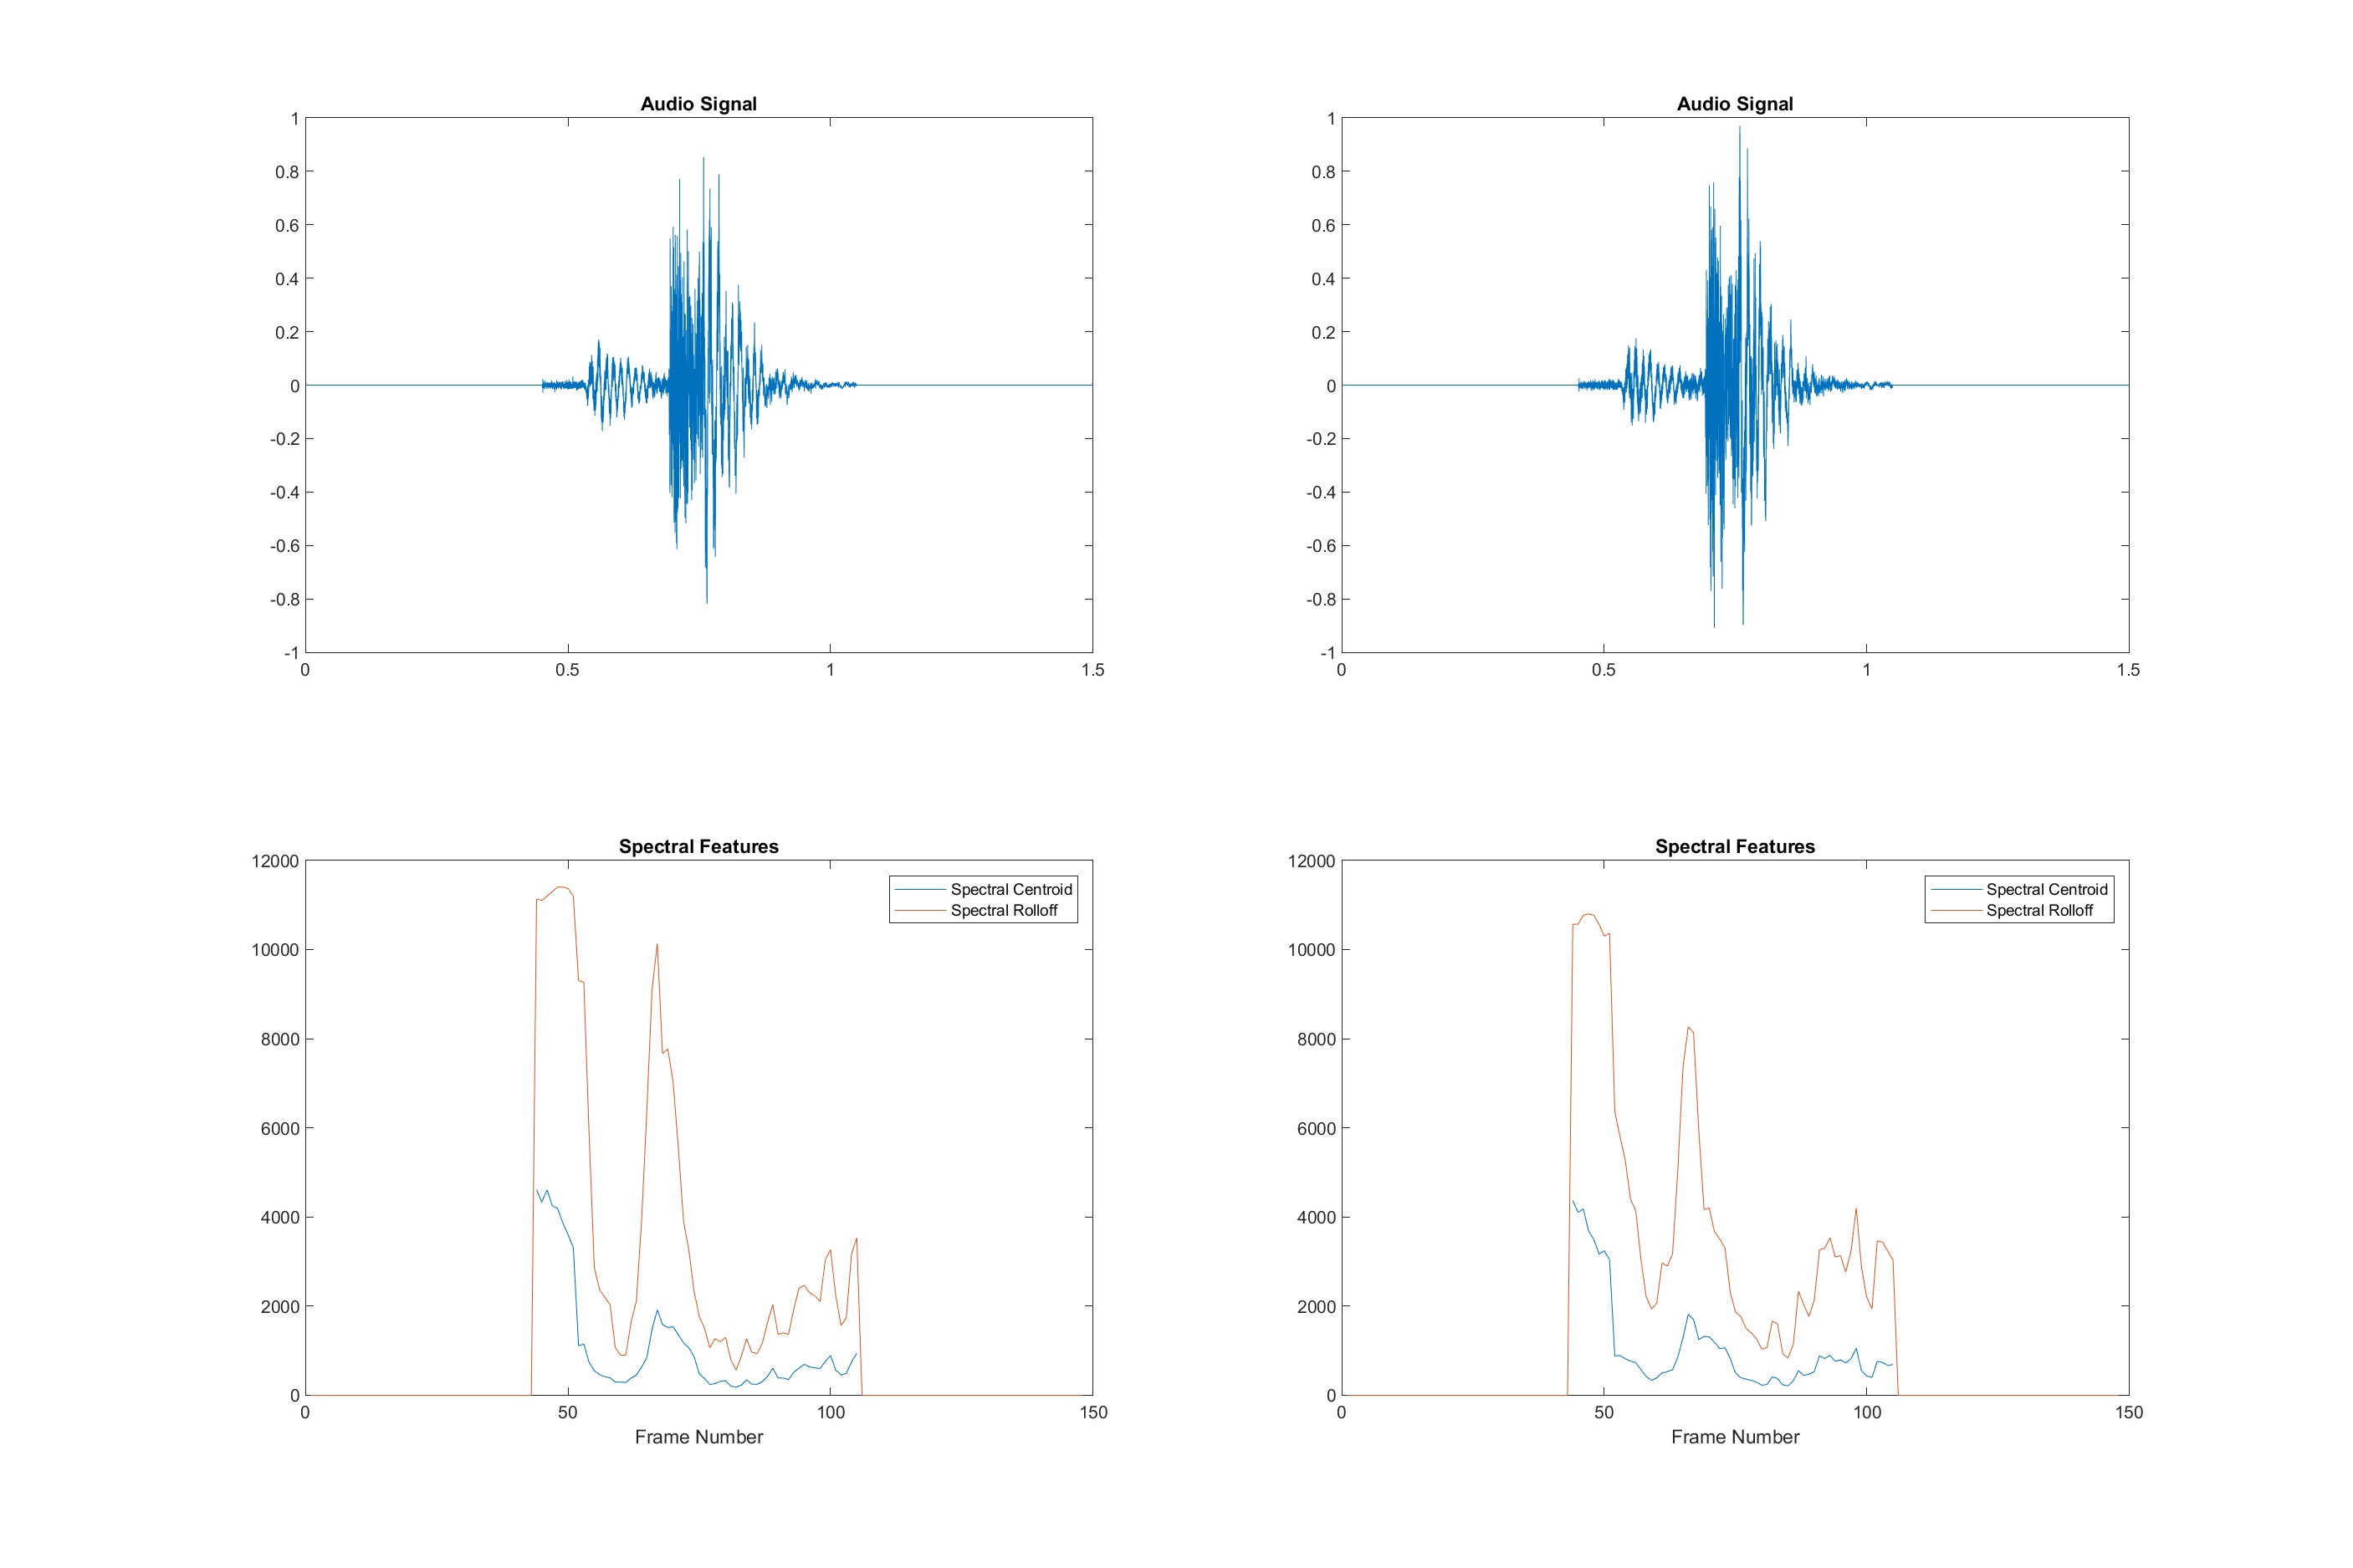 Audio Signal
1
0.8
0.6
0.4
0.2
0
-0.2
-0.4
-0.6
-0.8
-1
0 0.5 1 1.5
Audio Signal
1
0.8
0.6
0.4
0.2
0
-0.2
-0.4
-0.6
-0.8
-1
0 0.5 1 1.5
Spectral Features
12000
10000
8000
6000
4000
2000
0
0 50 100 150
Frame Number
Spectral Centroid
Spectral Rolloff
Spectral Features
12000
10000
8000
6000
4000
2000
0
0 50 100 150
Frame Number
Spectral Centroid
Spectral Rolloff